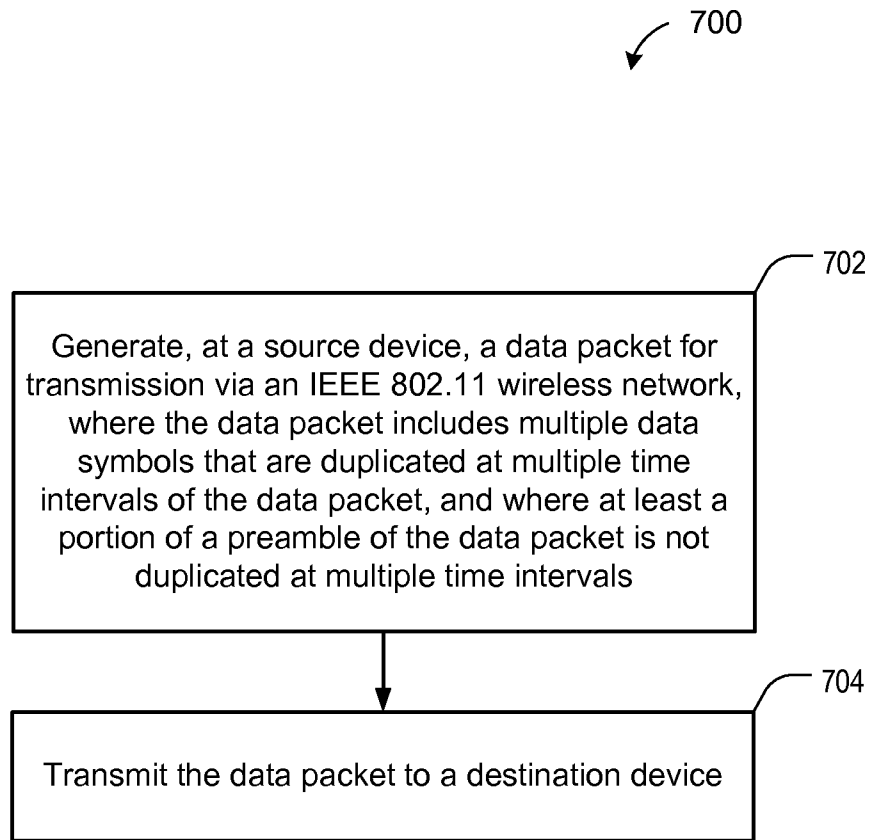 700
702
Generate, at a source device, a data packet for
transmission via an IEEE 802.11 wireless network,
where the data packet includes multiple data
symbols that are duplicated at multiple time
intervals of the data packet, and where at least a
portion of a preamble of the data packet is not
duplicated at multiple time intervals
704
Transmit the data packet to a destination device